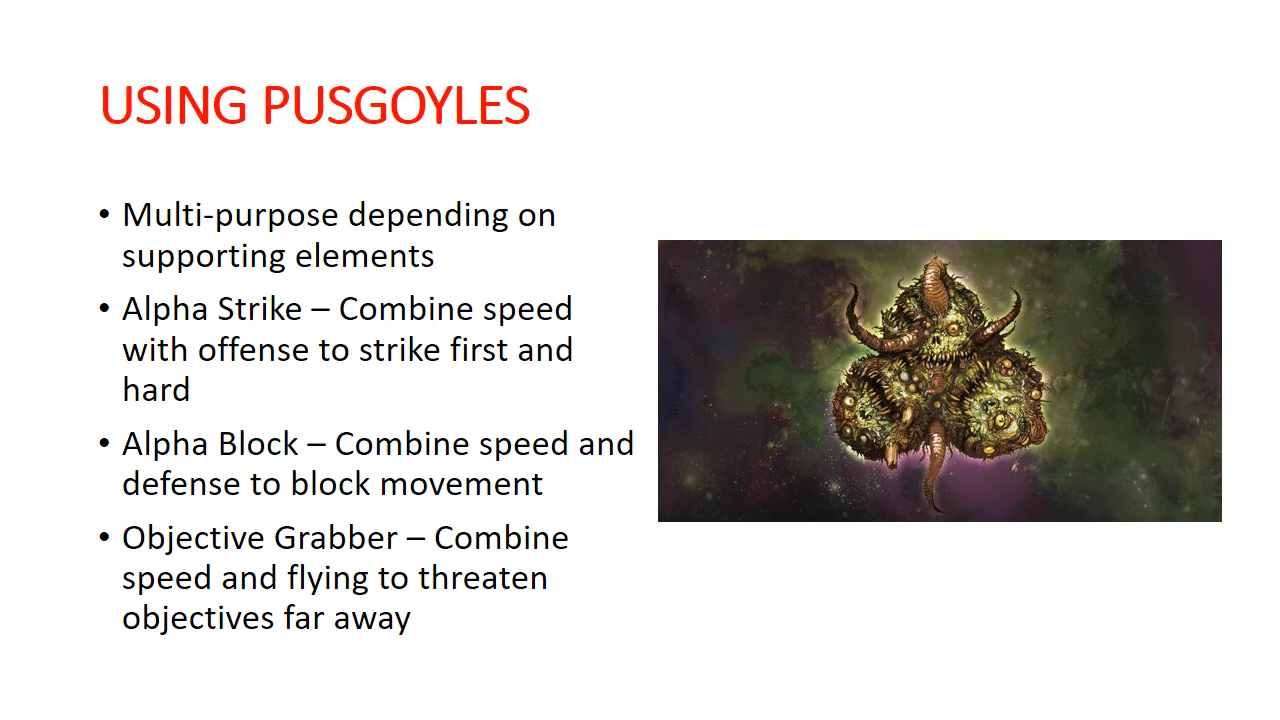 USING PUSGOYLES
• Multi-purpose depending on
supporting elements
• Alpha Strike – Combine speed
with offense to strike first and
hard
• Alpha Block – Combine speed and
defense to block movement
• Objective Grabber – Combine
speed and flying to threaten
objectives far away